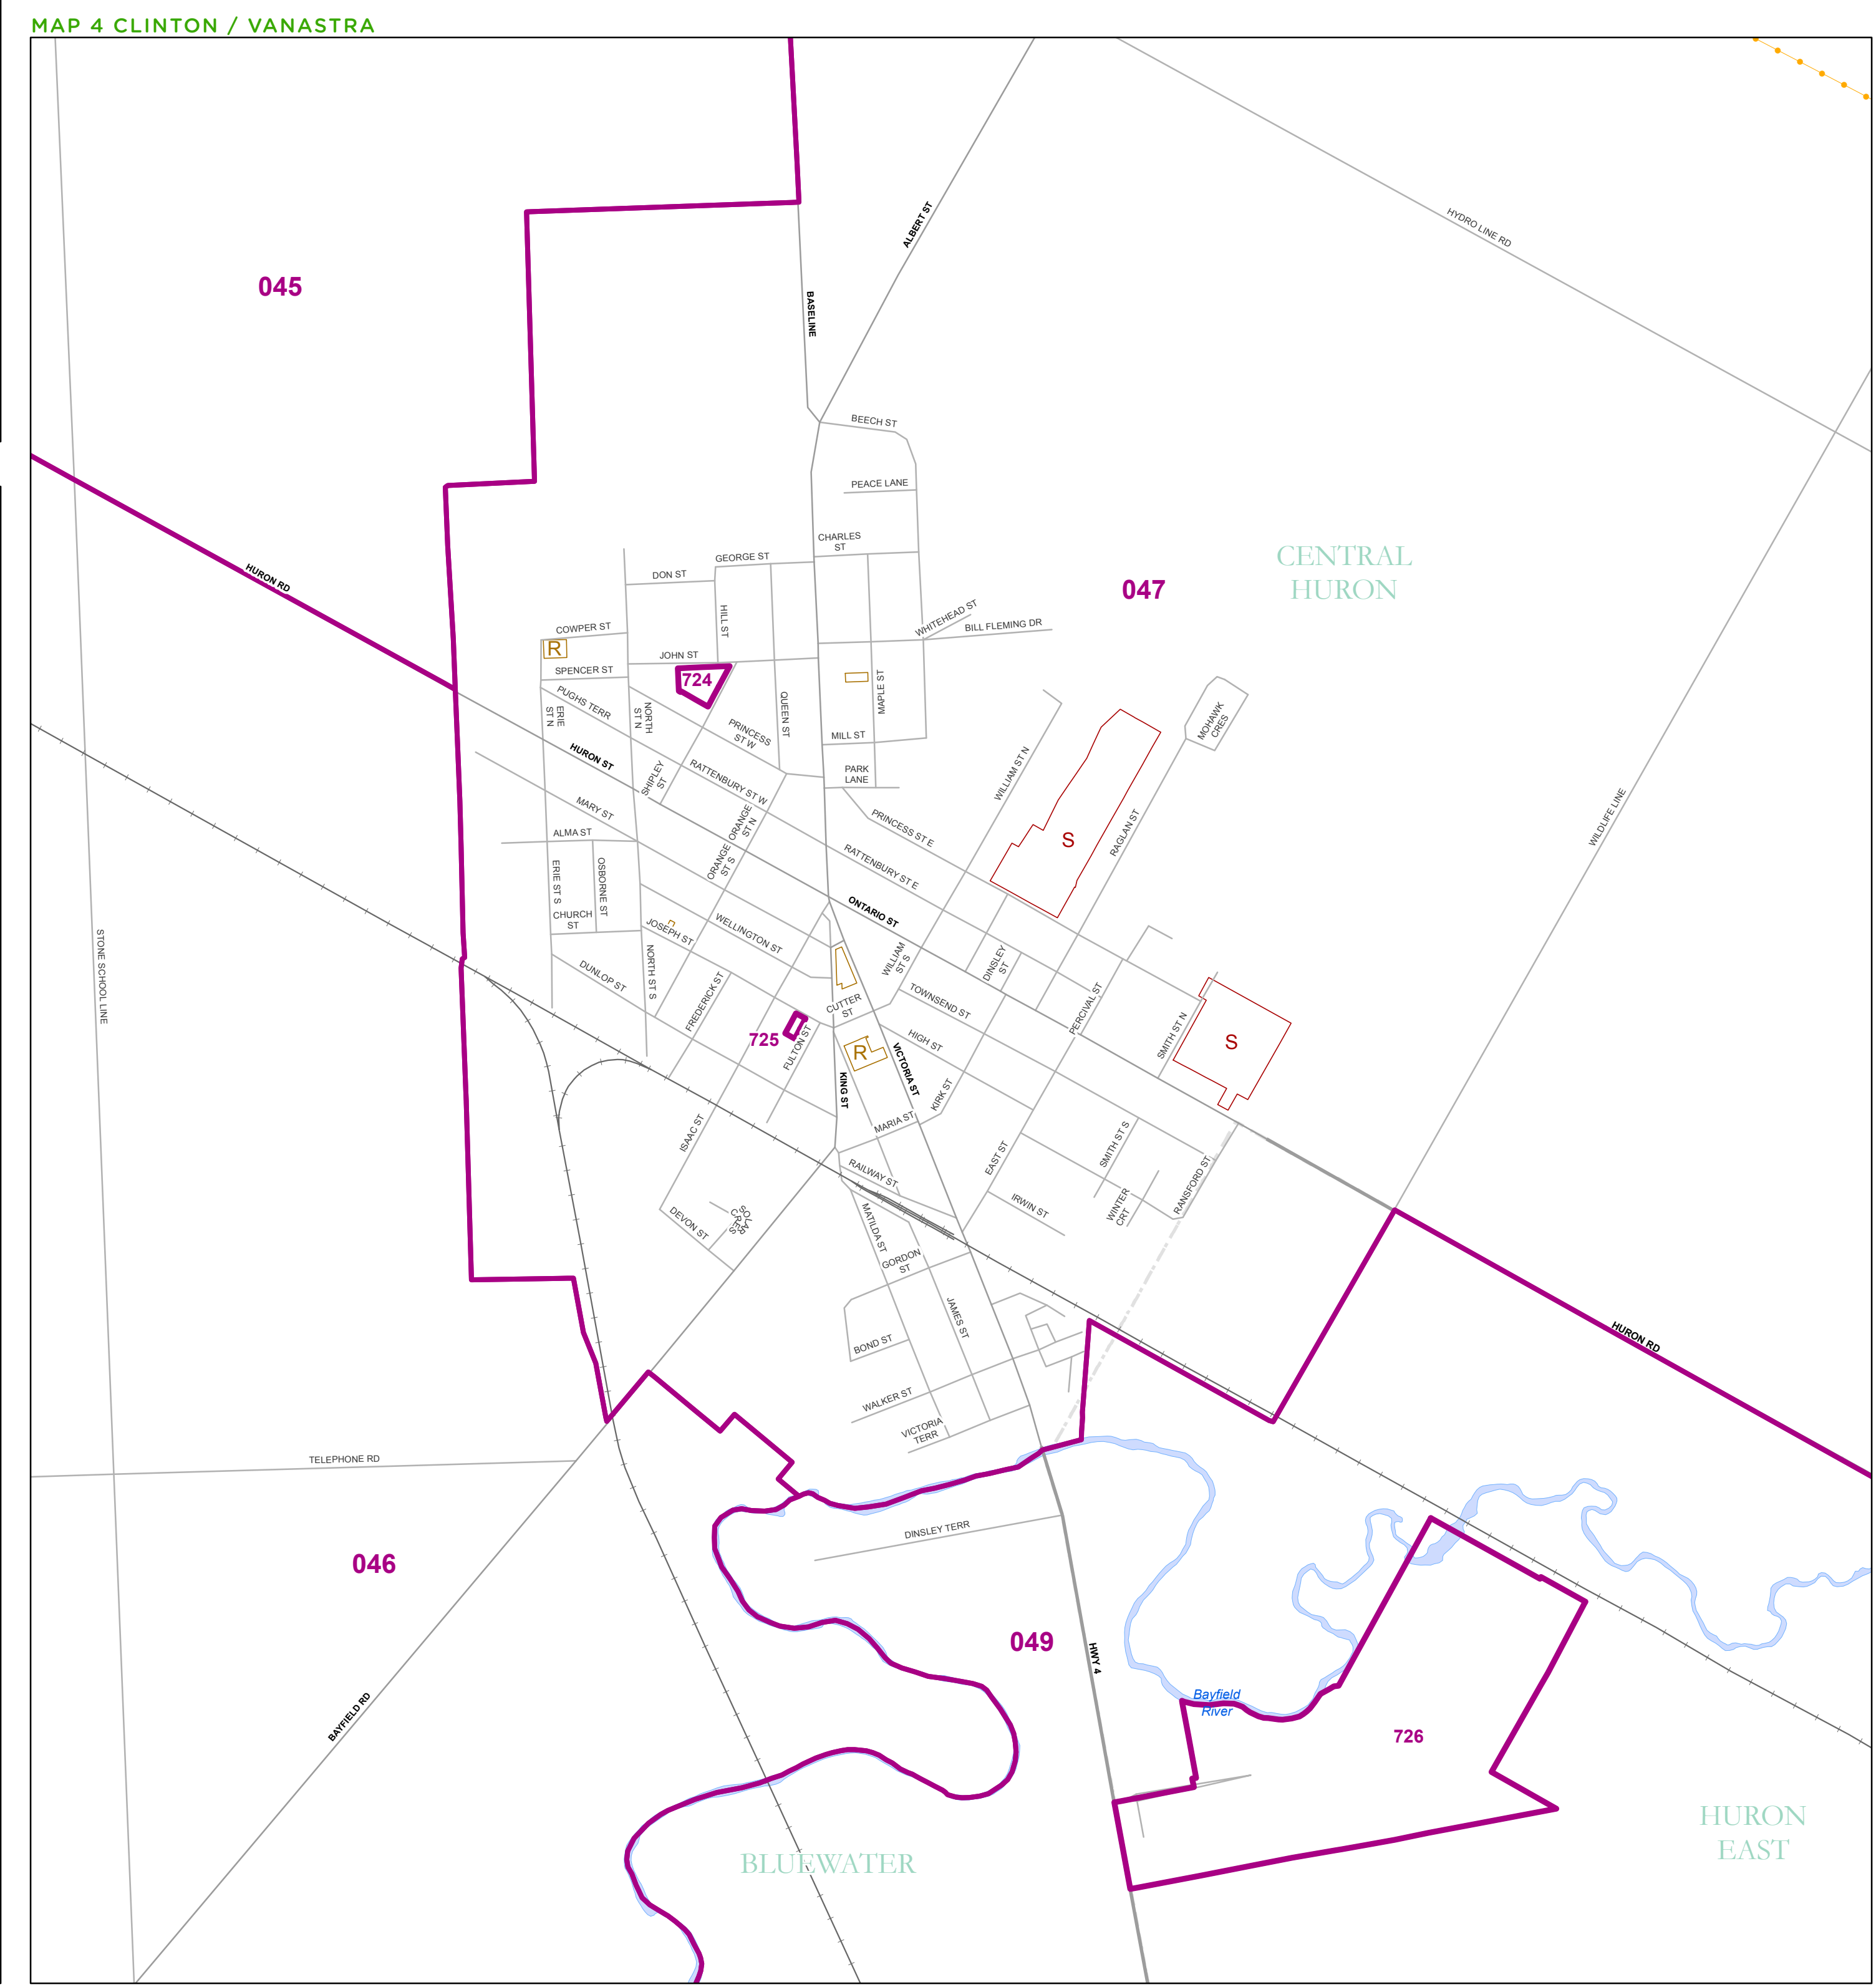 MAP 4 CLINTON / VANASTRA
HYDRO LINE RD
ALBERT ST
045
BASELINE
BEECH ST
PEACE LANE
CHARLES
ST
GEORGE ST
CENTRAL
HURON
HURON RD
DON ST
047
HILL ST
WHITEHEAD ST
BILL FLEMING DR
COWPER ST
R
JOHN ST
SPENCER ST
724
MAPLE ST
PUGHS TERR
ERIE
ST N
NORTH
ST N
QUEEN ST
PRINCESS
ST W
MILL ST
MOHAWK
CRES
HURON ST
SHIPLEY
ST
RATTENBURY ST W
PARK
LANE
WILLIAM ST N
MARY ST
ORANGE
ST N
PRINCESS ST E
RAGLAN ST
WILDLIFE LINE
ALMA ST
S
ORANGE
ST S
RATTENBURY ST E
ERIE ST S
OSBORNE ST
CHURCH
ST
JOSEPH ST
WELLINGTON ST
ONTARIO ST
STONE SCHOOL LINE
DUNLOP ST
NORTH ST S
FREDERICK ST
WILLIAM
ST S
DINSLEY
ST
TOWNSEND ST
PERCIVAL ST
CUTTER
ST
725
FULTON ST
R
HIGH ST
SMITH ST N
S
KING ST
VICTORIA ST
KIRK ST
ISAAC ST
MARIA ST
EAST ST
SMITH ST S
RAILWAY ST
RANSFORD ST
IRWIN ST
WINTER
CRT
DEVON ST
SOLAR
CRES
MATILDA ST
GORDON
ST
JAMES ST
BOND ST
HURON RD
WALKER ST
VICTORIA
TERR
TELEPHONE RD
DINSLEY TERR
046
049
HWY 4
Bayfield
River
BAYFIELD RD
726
HURON
EAST
BLUEWATER